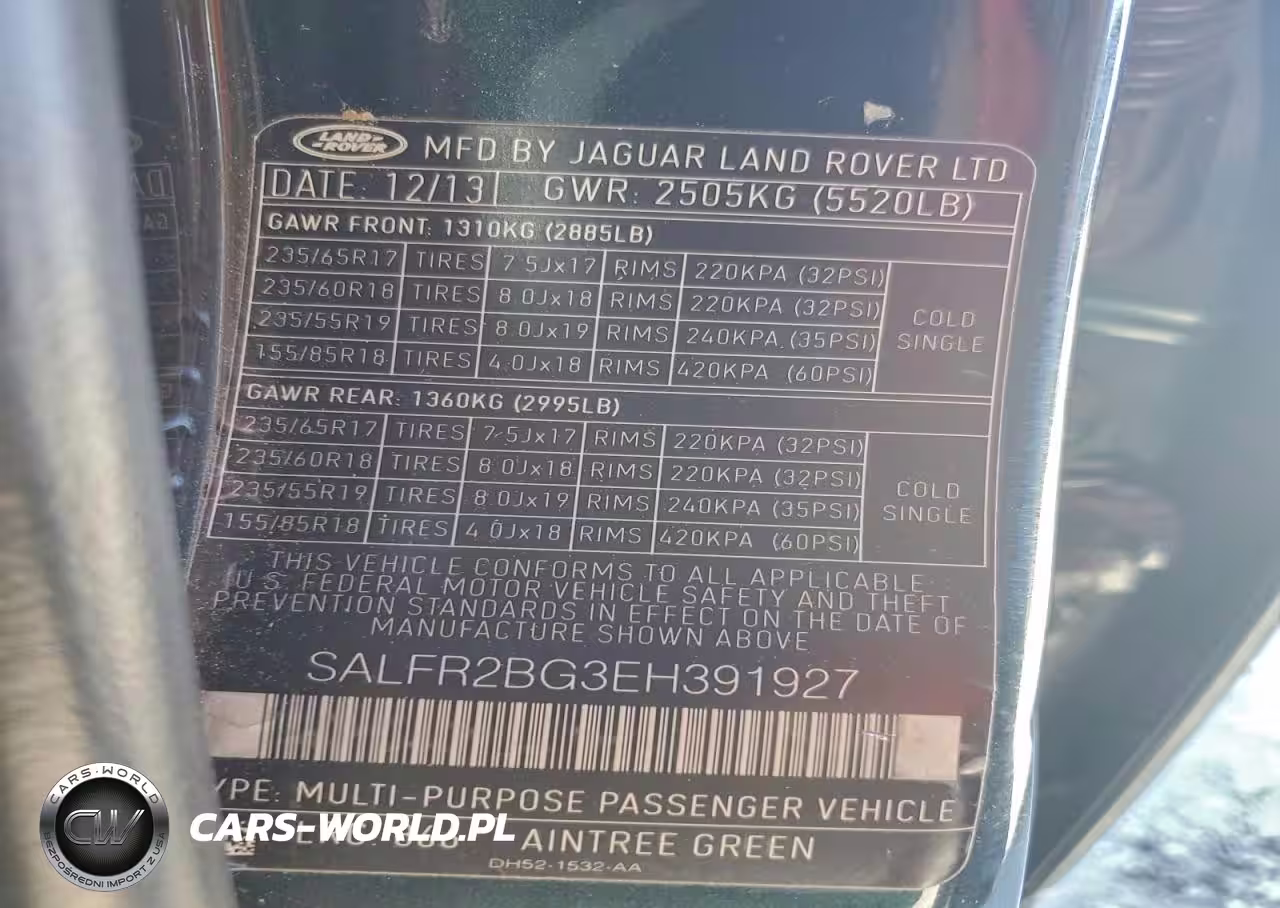 LAND-
-ROVER
MFD BY JAGUAR LAND ROVER LTD
DATE: 12/13 GWR: 2505KG (5520LB)
GAWR FRONT: 1310KG (2885LB)
235/65R17 TIRES 7.5Jx17 RIMS 220KPA (32PSI)
235/60R18 TIRES 8.0Jx18 RIMS 220KPA (32PSI)
235/55R19 TIRES 8.0Jx19 RIMS 240KPA (35PSI)
155/85R18 TIRES 4.0Jx18 RIMS 420KPA (60PSI)
COLD
SINGLE
GAWR REAR: 1360KG (2995LB)
235/65R17 TIRES 7.5Jx17 RIMS 220KPA (32PSI)
235/60R18 TIRES 8.0Jx18 RIMS 220KPA (32PSI)
235/55R19 TIRES 8.0Jx19 RIMS 240KPA (35PSI)
155/85R18 TIRES 4.0Jx18 RIMS 420KPA (60PSI)
COLD
SINGLE
THIS VEHICLE CONFORMS TO ALL APPLICABLE
U.S. FEDERAL MOTOR VEHICLE SAFETY AND THEFT
PREVENTION STANDARDS IN EFFECT ON THE DATE OF
MANUFACTURE SHOWN ABOVE
SALFR2BG3EH391927
YPE: MULTI-PURPOSE PASSENGER VEHICLE
AINTREE GREEN
DH52-1532-AA
CARS-WORLD
CW
BEZPOŚREDNI IMPORT Z USA
CARS-WORLD.PL